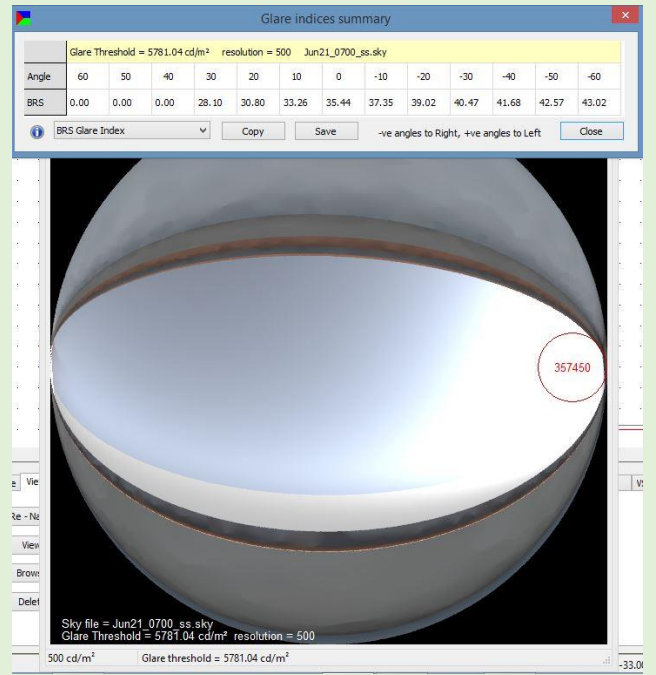 Glare indices summary
Glare Threshold = 5781.04 cd/m² resolution = 500 Jun21_0700_ss.sky
Angle 60 50 40 30 20 10 0 -10 -20 -30 -40 -50 -60
BRS 0.00 0.00 0.00 28.10 30.80 33.26 35.44 37.35 39.02 40.47 41.68 42.57 43.02
BRS Glare Index Copy Save -ve angles to Right, +ve angles to Left Close
357450
e Vie
Re - Na
View
Brows
Delet
Sky file = Jun21_0700_ss.sky
Glare Threshold = 5781.04 cd/m² resolution = 500
500 cd/m² Glare threshold = 5781.04 cd/m²
-33.00